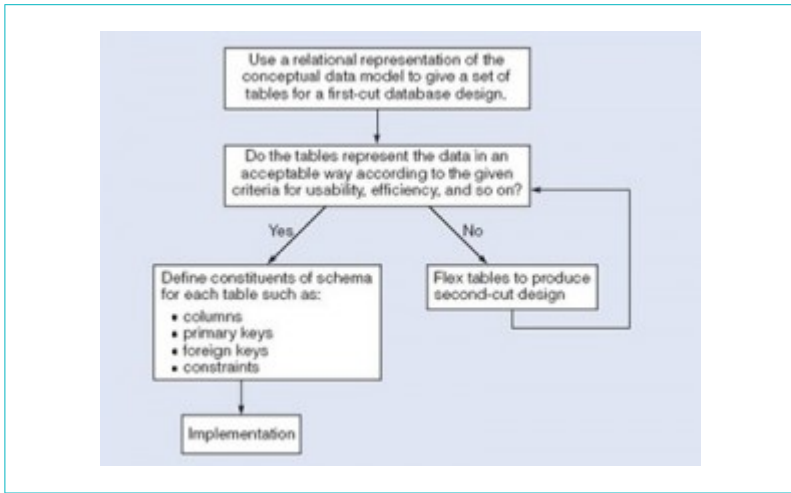 Use a relational representation of the
conceptual data model to give a set of
tables for a first-cut database design.
Do the tables represent the data in an
acceptable way according to the given
criteria for usability, efficiency, and so on?
Yes
No
Define constituents of schema
for each table such as:
• columns
• primary keys
• foreign keys
• constraints
Flex tables to produce
second-cut design
Implementation